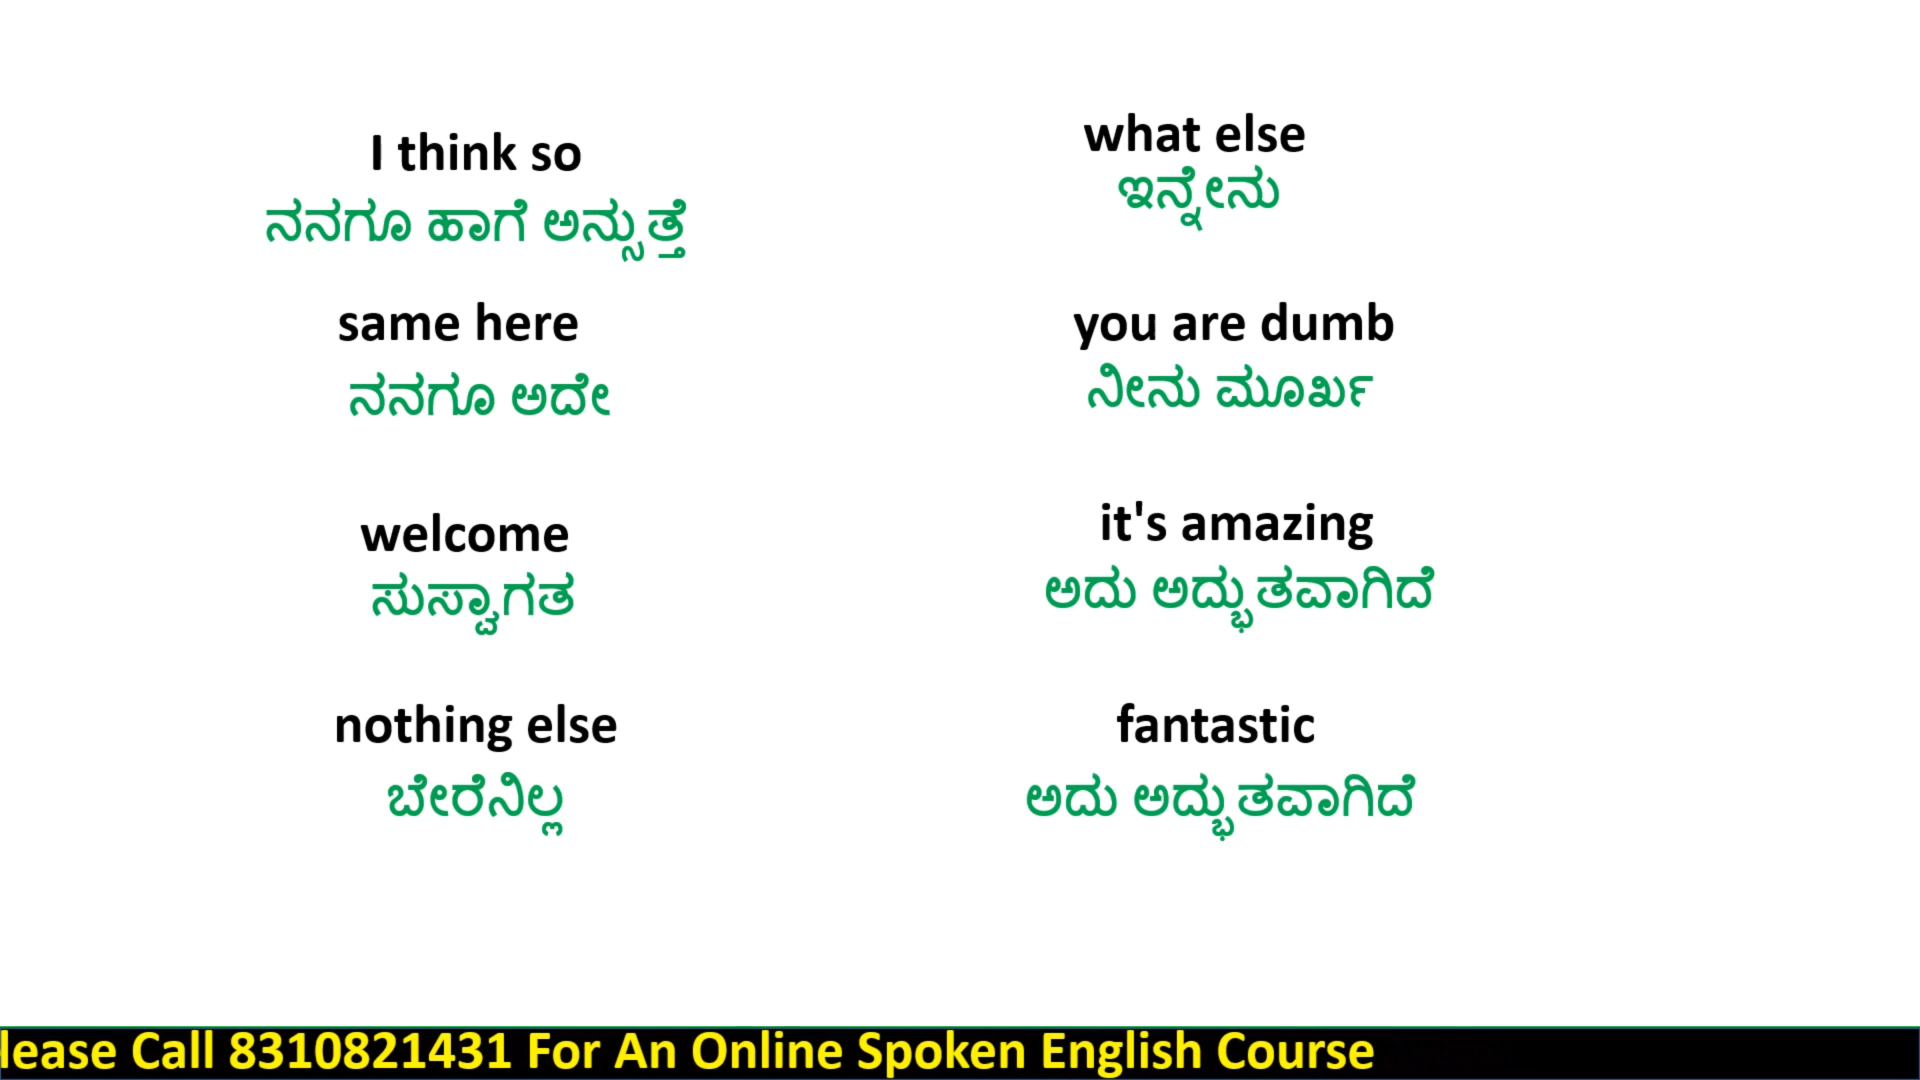 I think so
ನನಗೂ ಹಾಗೆ ಅನ್ಸುತ್ತೆ
same here
ನನಗೂ ಅದೇ
welcome
ಸುಸ್ವಾಗತ
nothing else
ಬೇರೆನಿಲ್ಲ
what else
ಇನ್ನೇನು
you are dumb
ನೀನು ಮೂರ್ಖ
it's amazing
ಅದು ಅದ್ಭುತವಾಗಿದೆ
fantastic
ಅದು ಅದ್ಭುತವಾಗಿದೆ
lease Call 8310821431 For An Online Spoken English Course